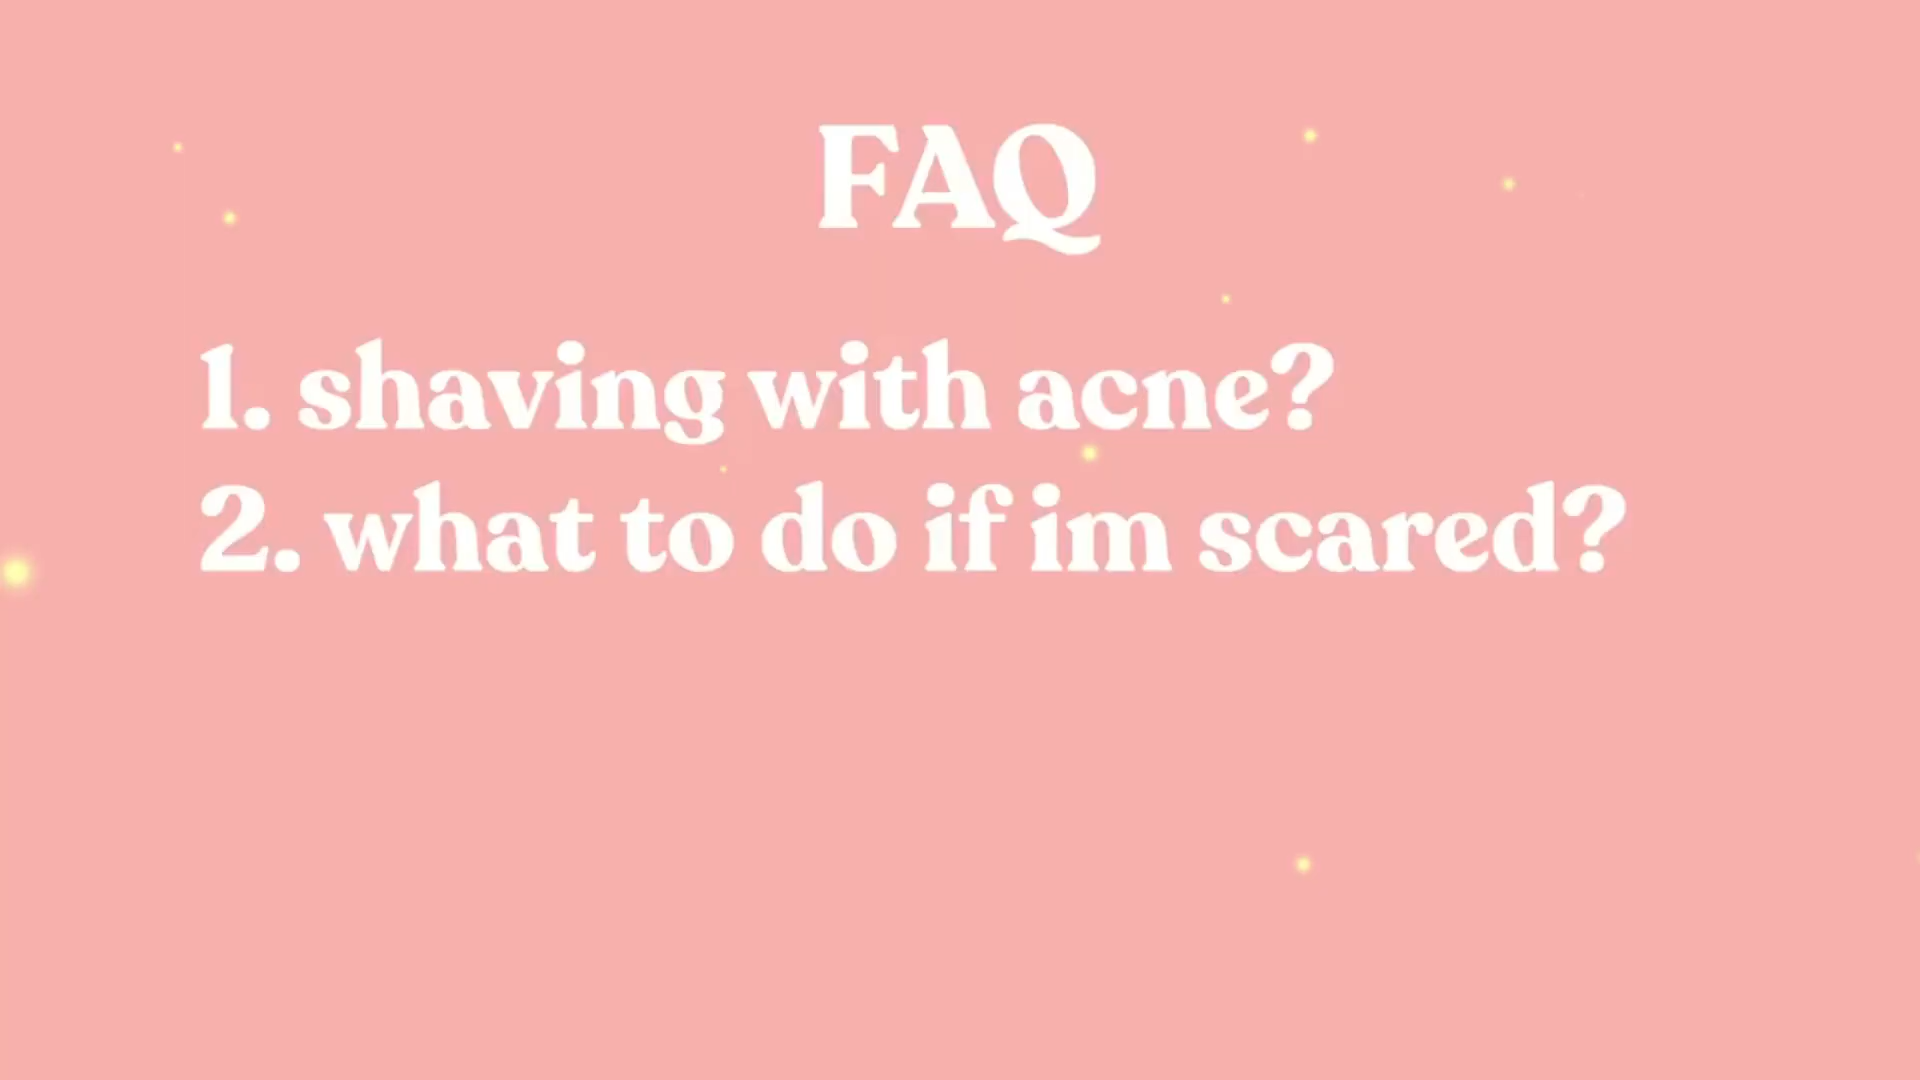 FAQ
1. shaving with acne?
2. what to do if im scared?